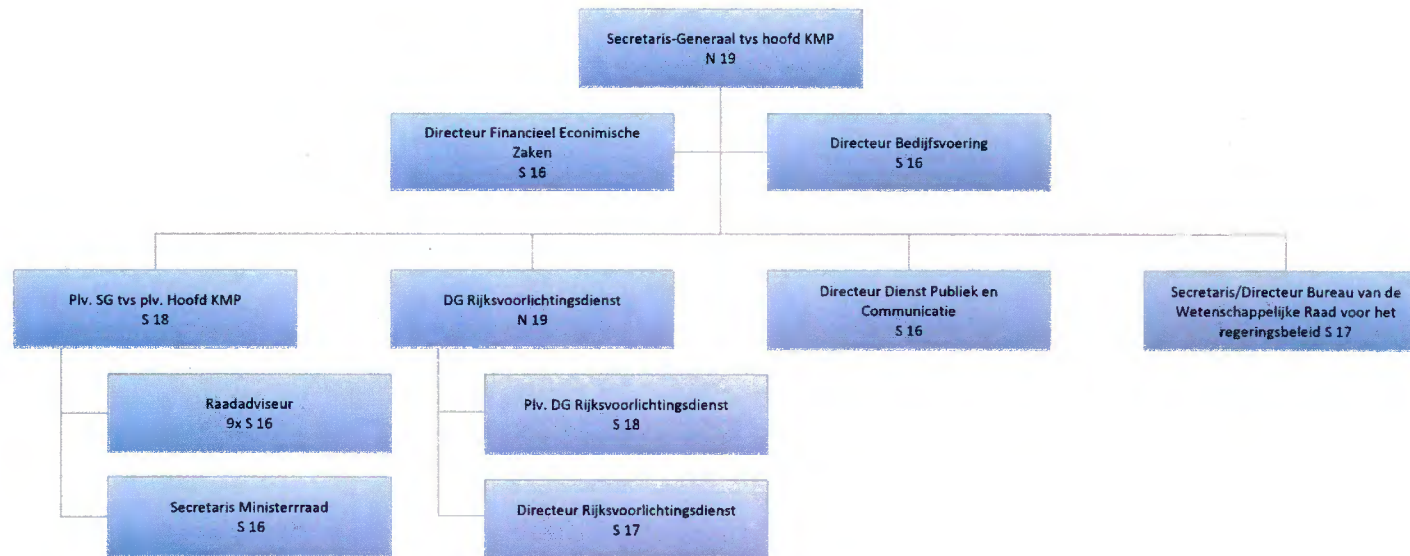 Secretaris-Generaal tvs hoofd KMP
N 19
Directeur Financieel Econimische
Zaken
S 16
Directeur Bedijfsvoering
S 16
Plv. SG tvs plv. Hoofd KMP
S 18
DG Rijksvoorlichtingsdienst
N 19
Directeur Dienst Publiek en
Communicatie
S 16
Secretaris/Directeur Bureau van de
Wetenschappelijke Raad voor het
regeringsbeleid S 17
Raadadviseur
9x S 16
Plv. DG Rijksvoorlichtingsdienst
S 18
Secretaris Ministerrraad
S 16
Directeur Rijksvoorlichtingsdienst
S 17